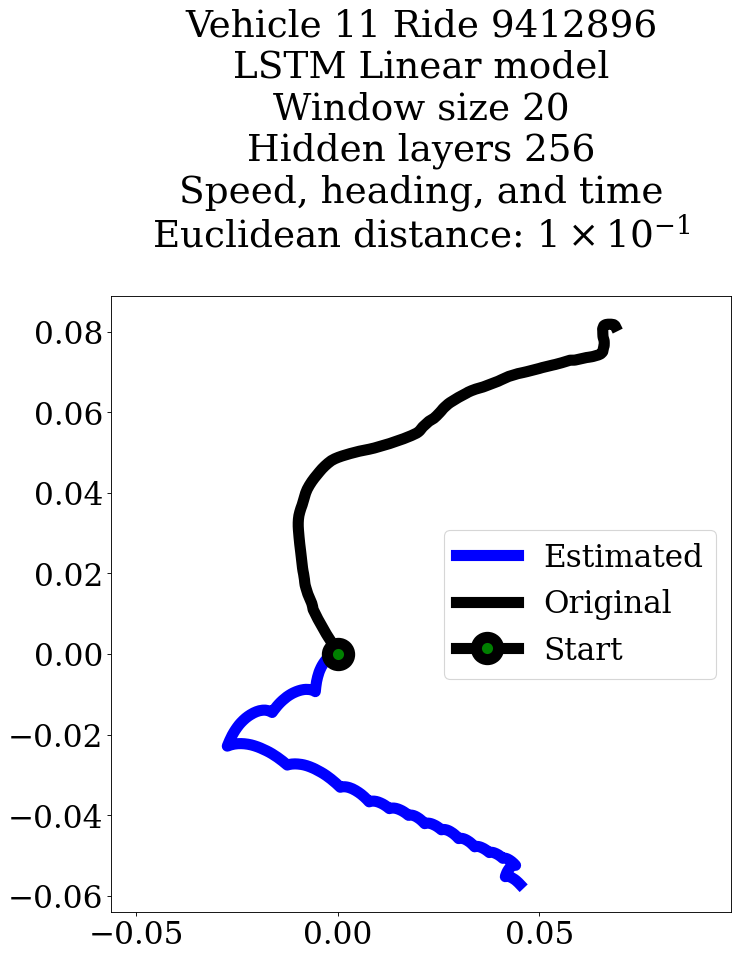 Vehicle 11 Ride 9412896
LSTM Linear model
Window size 20
Hidden layers 256
Speed, heading, and time
Euclidean distance: 1 × 10⁻¹
0.08
0.06
0.04
0.02
0.00
−0.02
−0.04
−0.06
Estimated
Original
Start
−0.05
0.00
0.05